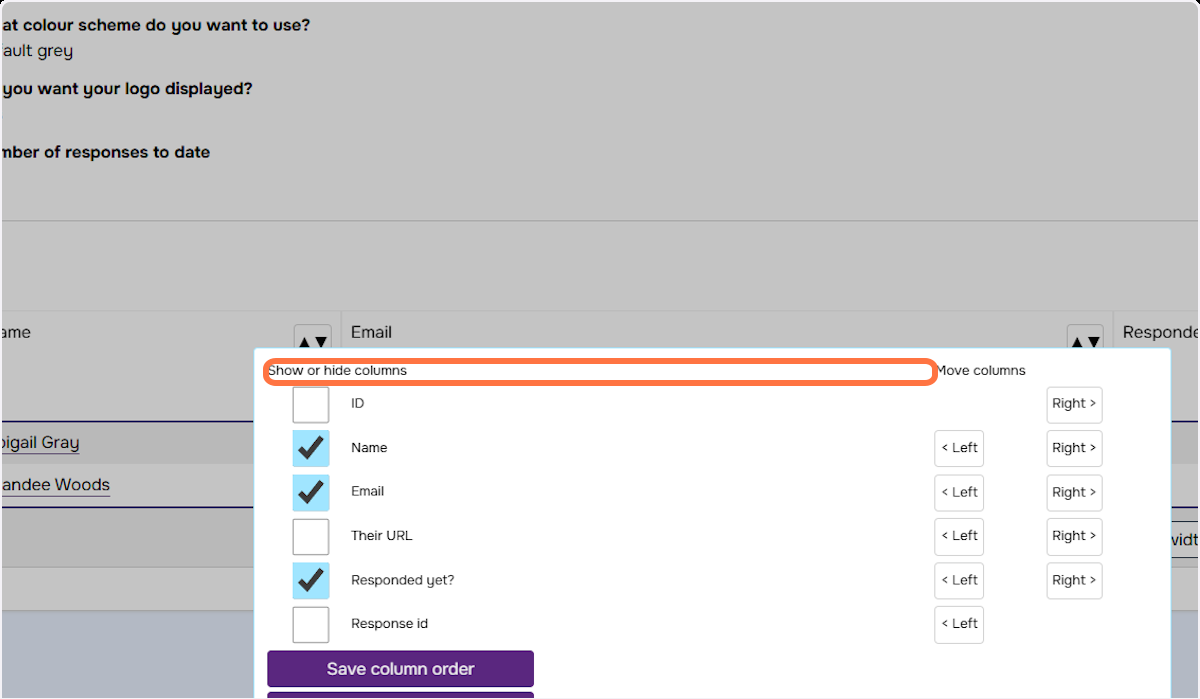 at colour scheme do you want to use?
ault grey
you want your logo displayed?
mber of responses to date
ame ▲▼ Email ▲▼ Responde
Show or hide columns Move columns
ID Right >
Name < Left Right >
igail Gray
Email < Left Right >
andee Woods
Their URL < Left Right >
widt
Responded yet? < Left Right >
Response id < Left
Save column order